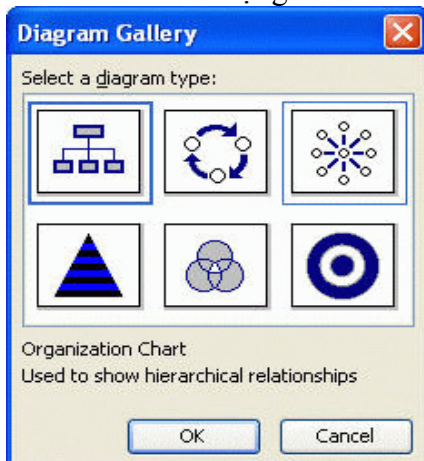 Diagram Gallery
Select a diagram type:
Organization Chart
Used to show hierarchical relationships
OK
Cancel